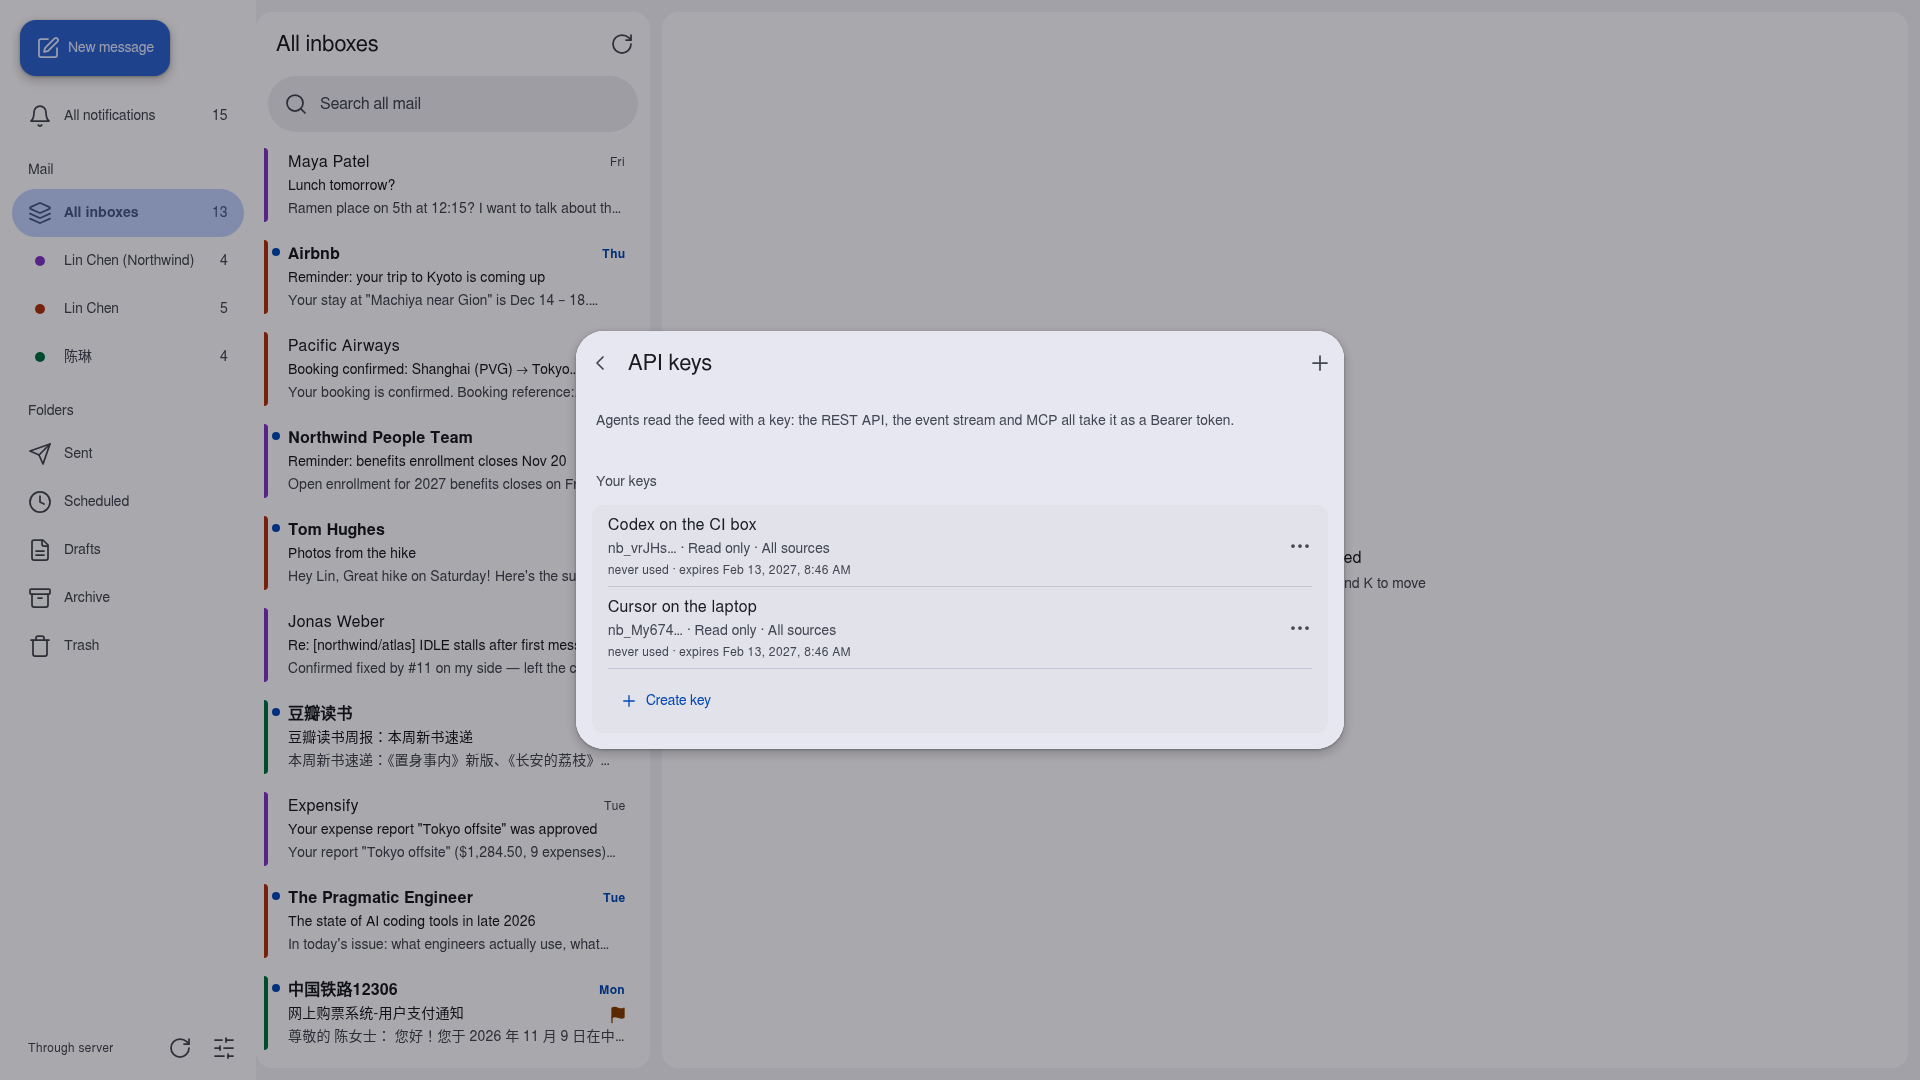 New message
All notifications 15
Mail
All inboxes 13
Lin Chen (Northwind) 4
Lin Chen 5
陈琳 4
Folders
Sent
Scheduled
Drafts
Archive
Trash
Through server
All inboxes
Search all mail
Maya Patel Fri
Lunch tomorrow?
Ramen place on 5th at 12:15? I want to talk about th...
Airbnb Thu
Reminder: your trip to Kyoto is coming up
Your stay at "Machiya near Gion" is Dec 14 – 18....
Pacific Airways
Booking confirmed: Shanghai (PVG) → Tokyo...
Your booking is confirmed. Booking reference:
Northwind People Team
Reminder: benefits enrollment closes Nov 20
Open enrollment for 2027 benefits closes on Fr
Tom Hughes
Photos from the hike
Hey Lin, Great hike on Saturday! Here's the su
Jonas Weber
Re: [northwind/atlas] IDLE stalls after first mess
Confirmed fixed by #11 on my side — left the c
豆瓣读书
豆瓣读书周报：本周新书速递
本周新书速递：《置身事内》新版、《长安的荔枝》...
Expensify Tue
Your expense report "Tokyo offsite" was approved
Your report "Tokyo offsite" ($1,284.50, 9 expenses)...
The Pragmatic Engineer Tue
The state of AI coding tools in late 2026
In today's issue: what engineers actually use, what...
中国铁路12306 Mon
网上购票系统-用户支付通知
尊敬的 陈女士： 您好！您于 2026 年 11 月 9 日在中...
API keys
Agents read the feed with a key: the REST API, the event stream and MCP all take it as a Bearer token.
Your keys
Codex on the CI box
nb_vrJHs... · Read only · All sources
never used · expires Feb 13, 2027, 8:46 AM
Cursor on the laptop
nb_My674... · Read only · All sources
never used · expires Feb 13, 2027, 8:46 AM
Create key
ed
nd K to move